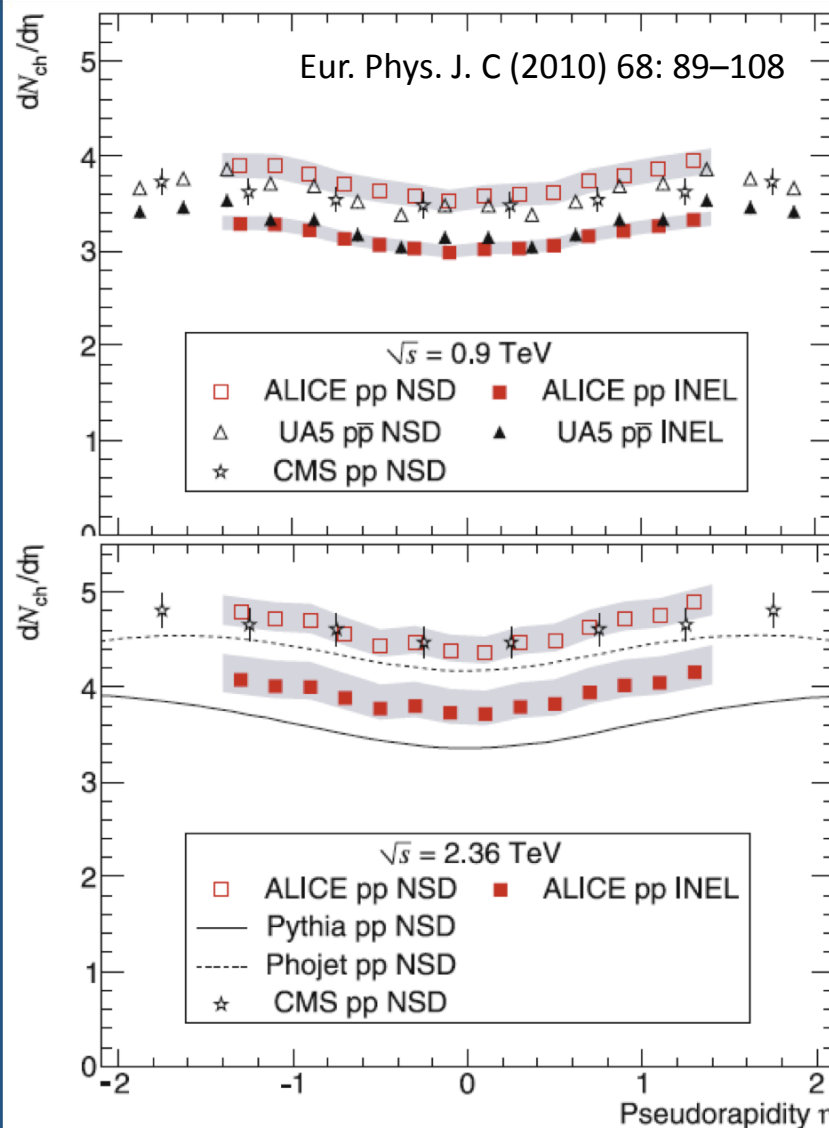 dN_ch/dη
Eur. Phys. J. C (2010) 68: 89–108
5
4
3
2
1
0
√s = 0.9 TeV
□ ALICE pp NSD ■ ALICE pp INEL
△ UA5 pp̄ NSD ▲ UA5 pp̄ INEL
☆ CMS pp NSD
dN_ch/dη
5
4
3
2
1
0
√s = 2.36 TeV
□ ALICE pp NSD ■ ALICE pp INEL
Pythia pp NSD
Phojet pp NSD
☆ CMS pp NSD
-2 -1 0 1 2
Pseudorapidity η